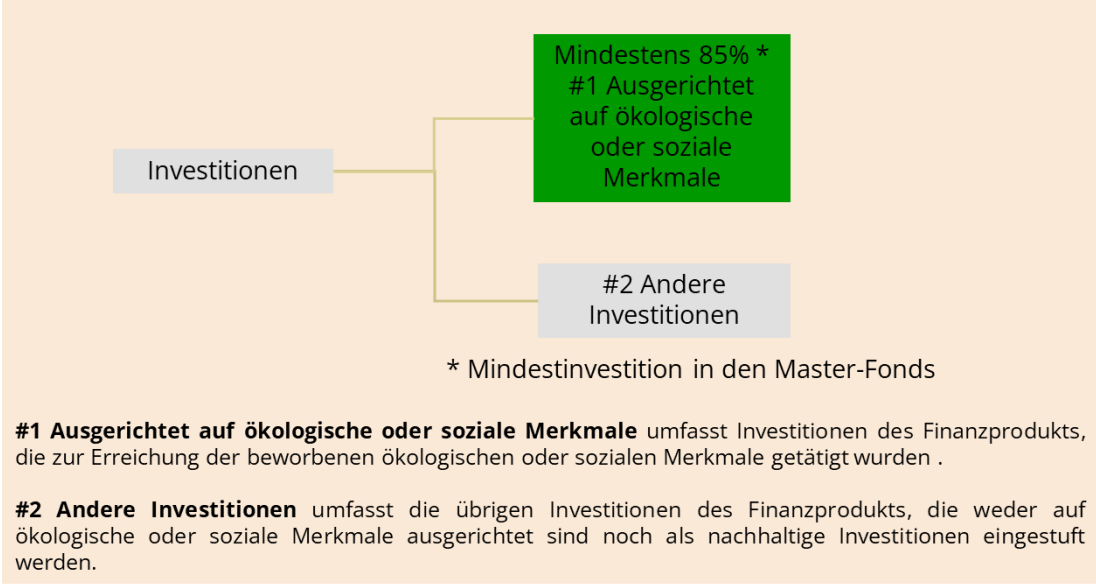 Mindestens 85% *
#1 Ausgerichtet
auf ökologische
oder soziale
Merkmale
Investitionen
#2 Andere
Investitionen
* Mindestinvestition in den Master-Fonds
#1 Ausgerichtet auf ökologische oder soziale Merkmale umfasst Investitionen des Finanzprodukts,
die zur Erreichung der beworbenen ökologischen oder sozialen Merkmale getätigt wurden .
#2 Andere Investitionen umfasst die übrigen Investitionen des Finanzprodukts, die weder auf
ökologische oder soziale Merkmale ausgerichtet sind noch als nachhaltige Investitionen eingestuft
werden.